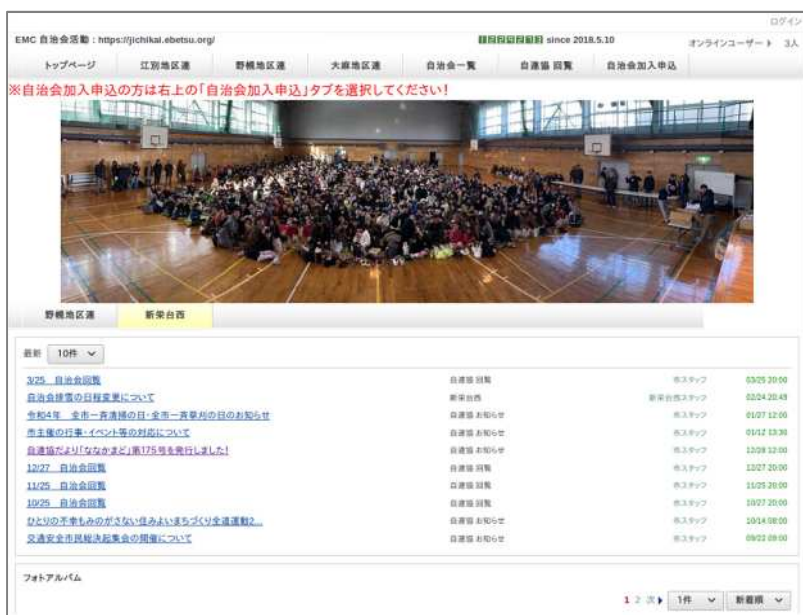 ログイン
EMC 自治会活動 : https://jichikai.ebetsu.org/ since 2018.5.10 オンラインユーザー 3人
トップページ 江別地区連 野幌地区連 大麻地区連 自治会一覧 自連協 回覧 自治会加入申込
※自治会加入申込の方は右上の「自治会加入申込」タブを選択してください!
野幌地区連 新栄台西
最新 10件
3/25 自治会回覧 自連協 回覧 市スタッフ 03/25 20:00
自治会排雪の日程変更について 新栄台西 新栄台西スタッフ 02/24 20:49
令和4年 全市一斉清掃の日・全市一斉草刈の日のお知らせ 自連協 お知らせ 市スタッフ 01/27 12:00
市主催の行事・イベント等の対応について 自連協 お知らせ 市スタッフ 01/12 13:30
自連協だより「ななかまど」第175号を発行しました! 自連協 お知らせ 市スタッフ 12/28 12:00
12/27 自治会回覧 自連協 回覧 市スタッフ 12/27 20:00
11/25 自治会回覧 自連協 回覧 市スタッフ 11/25 20:00
10/25 自治会回覧 自連協 回覧 市スタッフ 10/27 20:00
ひとりの不幸もみのがさない住みよいまちづくり全道運動2... 自連協 お知らせ 市スタッフ 10/14 08:00
交通安全市民総決起集会の開催について 自連協 お知らせ 市スタッフ 09/22 09:00
フォトアルバム
1 2 次 1件 新着順